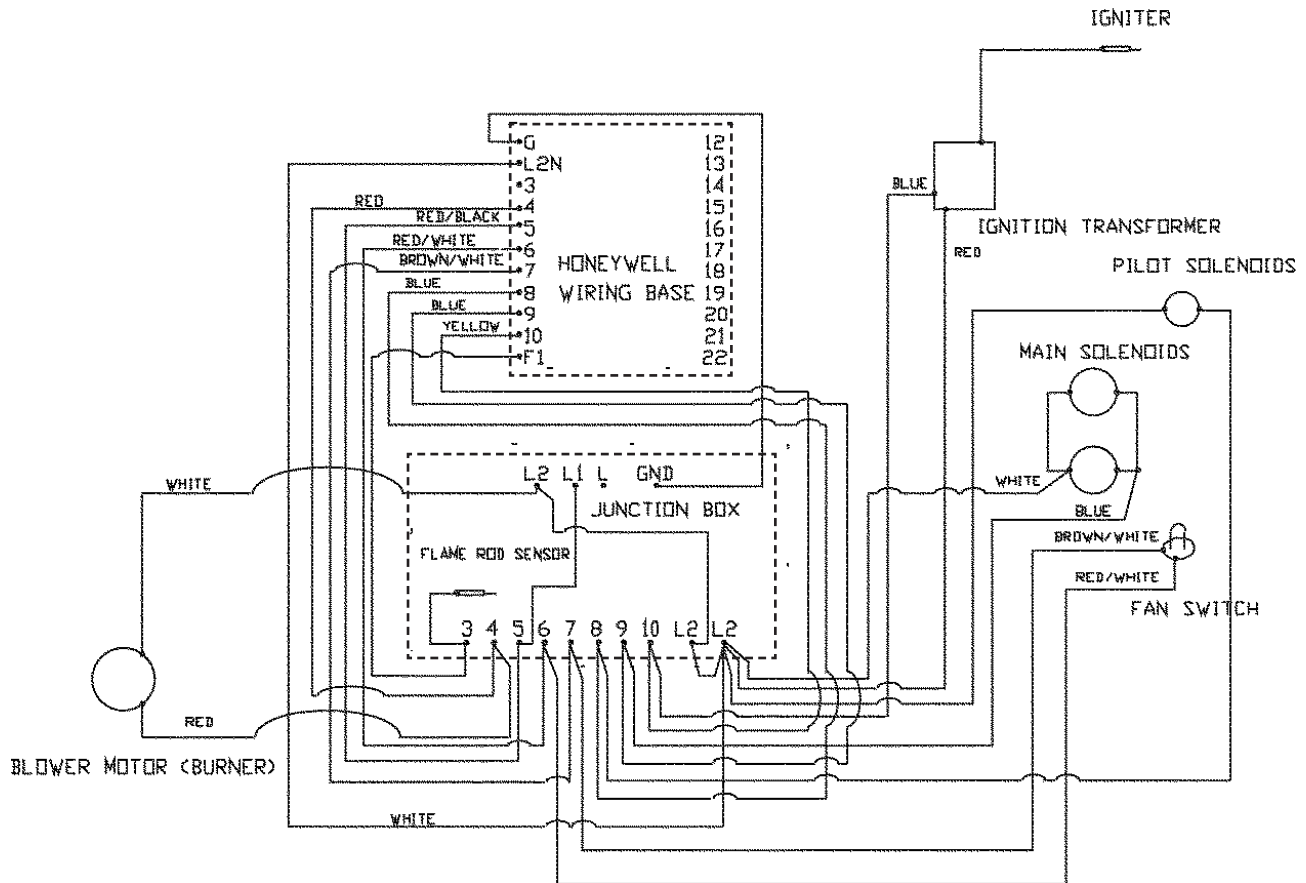 IGNITER
G
L2N
3
4
5
6
7
8
9
10
F1
12
13
14
15
16
17
18
19
20
21
22
HONEYWELL
WIRING BASE
RED
RED/BLACK
RED/WHITE
BROWN/WHITE
BLUE
BLUE
YELLOW
BLUE
IGNITION TRANSFORMER
RED
PILOT SOLENOIDS
MAIN SOLENOIDS
WHITE
L2 L1 L GND
JUNCTION BOX
WHITE
BLUE
FLAME ROD SENSOR
BROWN/WHITE
RED/WHITE
FAN SWITCH
3 4 5 6 7 8 9 10 L2 L2
RED
BLOWER MOTOR (BURNER)
WHITE